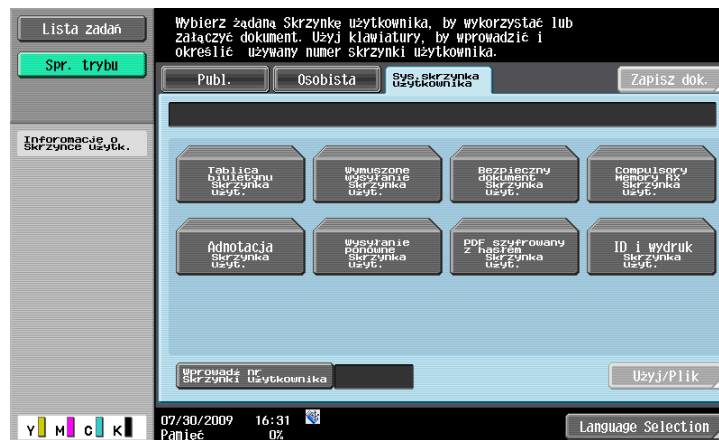 Lista zadań
Spr. trybu
Wybierz żądaną Skrzynkę użytkownika, by wykorzystać lub
załączyć dokument. Użyj klawiatury, by wprowadzić i
określić używany numer skrzynki użytkownika.
Publ.
Osobista
Sys.skrzynka
użytkownika
Zapisz dok.
Inforomacje o
Skrzynce użytk.
Tablica
biuletynu
Skrzynka
użyt.
Wymuszone
wysyłanie
Skrzynka
użyt.
Bezpieczny
dokument
Skrzynka
użyt.
Compulsory
Memory RX
Skrzynka
użyt.
Adnotacja
Skrzynka
użyt.
Wysyłanie
ponowne
Skrzynka
użyt.
PDF szyfrowany
z hasłem
Skrzynka
użyt.
ID i wydruk
Skrzynka
użyt.
Wprowadź nr
Skrzynki użytkownika
Użyj/Plik
Y M C K
07/30/2009 16:31
Pamięć 0%
Language Selection